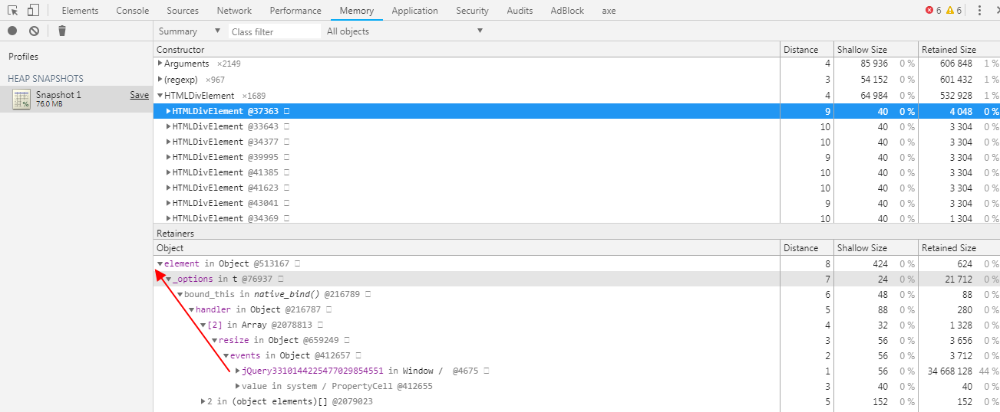 Elements Console Sources Network Performance Memory Application Security Audits AdBlock axe 6 6
Summary Class filter All objects
Profiles
HEAP SNAPSHOTS
Snapshot 1 Save
76.0 MB
Constructor Distance Shallow Size Retained Size
Arguments ×2149 4 85 936 0 % 606 848 1 %
(regexp) ×967 3 54 152 0 % 601 432 1 %
HTMLDivElement ×1689 4 64 984 0 % 532 928 1 %
HTMLDivElement @37363 9 40 0 % 4 048 0 %
HTMLDivElement @33643 10 40 0 % 3 304 0 %
HTMLDivElement @34377 10 40 0 % 3 304 0 %
HTMLDivElement @39995 9 40 0 % 3 304 0 %
HTMLDivElement @41385 10 40 0 % 3 304 0 %
HTMLDivElement @41623 10 40 0 % 3 304 0 %
HTMLDivElement @43041 9 40 0 % 3 304 0 %
HTMLDivElement @34369 10 40 0 % 1 304 0 %
Retainers
Object Distance Shallow Size Retained Size
element in Object @513167 8 424 0 % 624 0 %
_options in t @76937 7 24 0 % 21 712 0 %
bound_this in native_bind() @216789 6 48 0 % 88 0 %
handler in Object @216787 5 88 0 % 280 0 %
[2] in Array @2078813 4 32 0 % 1 328 0 %
resize in Object @659249 3 56 0 % 3 656 0 %
events in Object @412657 2 56 0 % 3 712 0 %
jQuery3310144225477029854551 in Window / @4675 1 56 0 % 34 668 128 44 %
value in system / PropertyCell @412655 3 40 0 % 40 0 %
2 in (object elements)[] @2079023 5 152 0 % 152 0 %